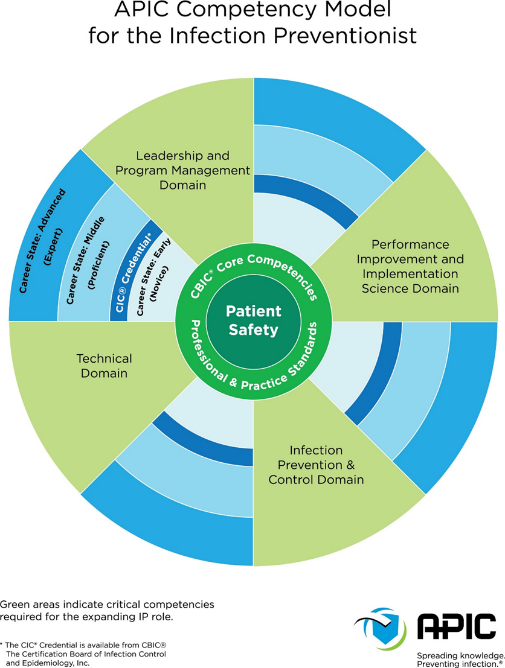 APIC Competency Model
for the Infection Preventionist
Leadership and
Program Management
Domain
Career State: Advanced
(Expert)
Career State: Middle
(Proficient)
CIC® Credential*
Career State: Early
(Novice)
Performance
Improvement and
Implementation
Science Domain
CBIC® Core Competencies
Patient
Safety
Professional & Practice Standards
Technical
Domain
Infection
Prevention &
Control Domain
Green areas indicate critical competencies
required for the expanding IP role.
* The CIC® Credential is available from CBIC®
The Certification Board of Infection Control
and Epidemiology, Inc.
APIC
Spreading knowledge.
Preventing infection.®